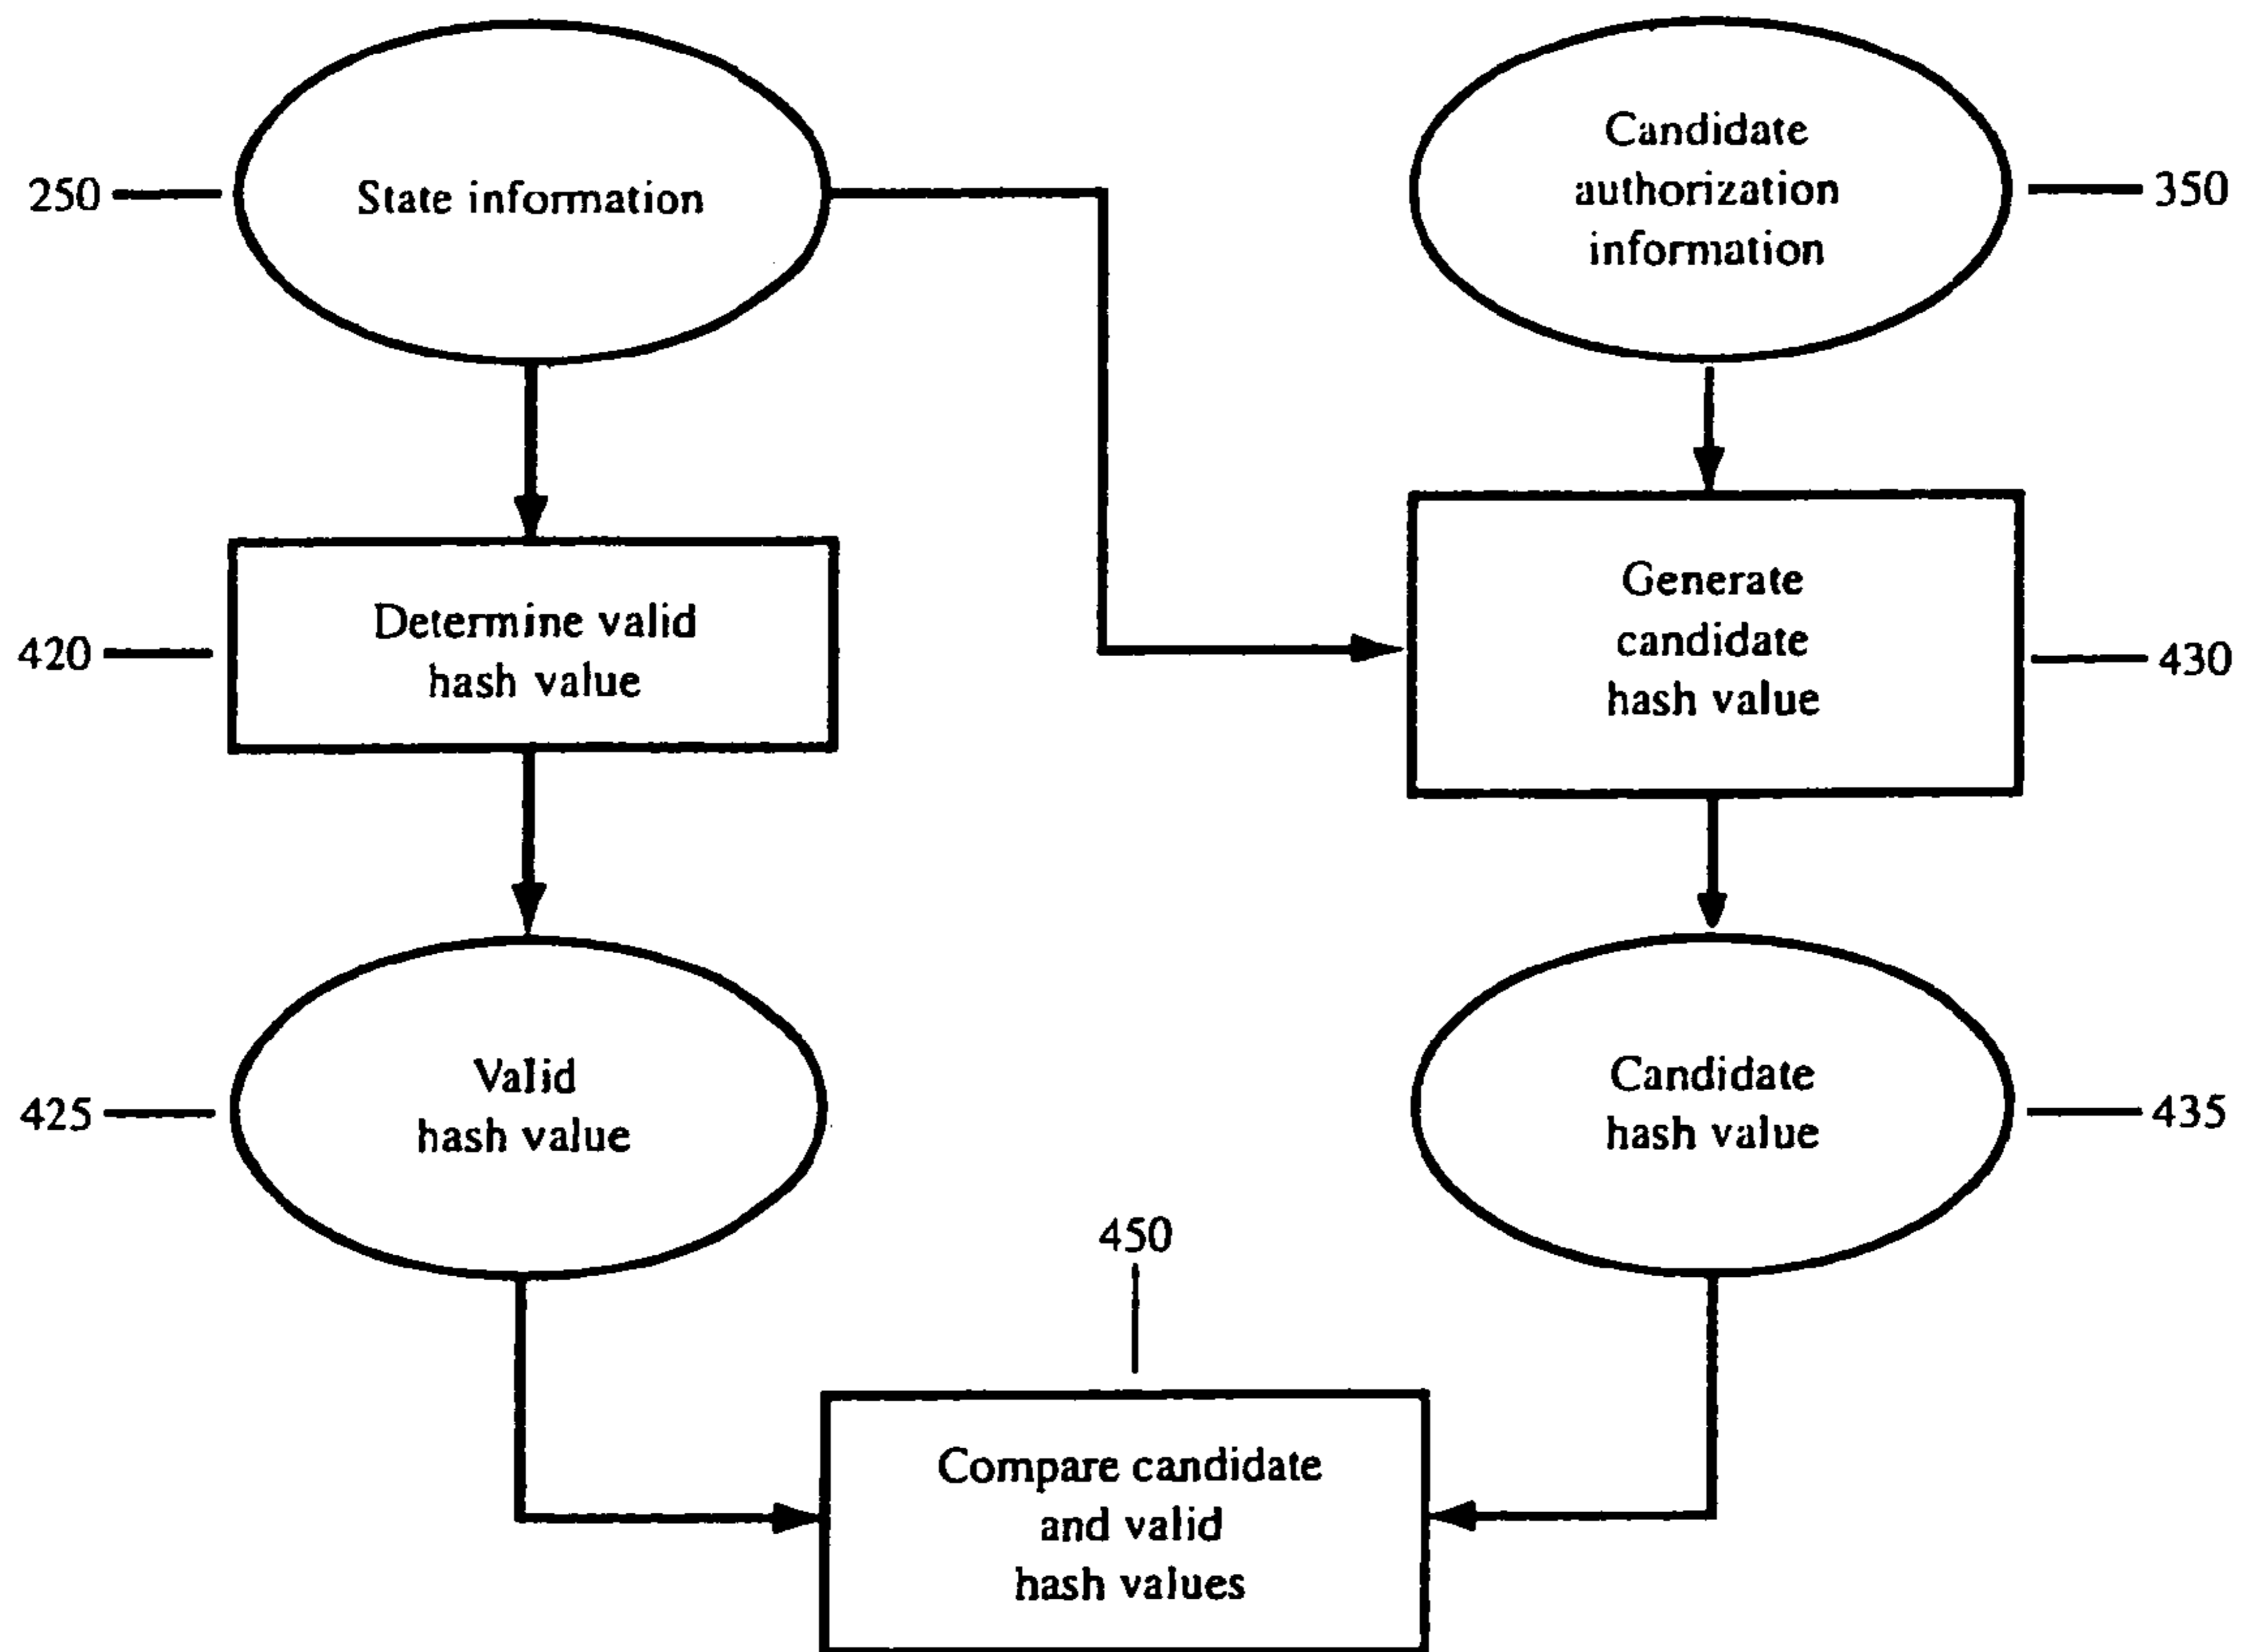 250
State information
Candidate
authorization
information
350
420
Determine valid
hash value
Generate
candidate
hash value
430
425
Valid
hash value
Candidate
hash value
435
450
Compare candidate
and valid
hash values